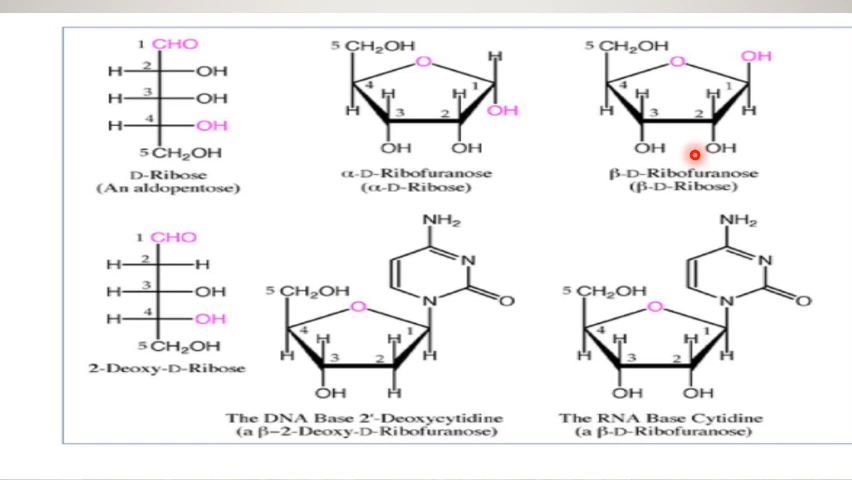 1 CHO
H 2 OH
H 3 OH
H 4 OH
5 CH₂OH
D-Ribose
(An aldopentose)
5 CH₂OH
O
H
4 H H 1
H 3 2 OH
OH OH
α-D-Ribofuranose
(α-D-Ribose)
5 CH₂OH
O
OH
4 H H 1
H 3 2 H
OH OH
β-D-Ribofuranose
(β-D-Ribose)
1 CHO
H 2 H
H 3 OH
H 4 OH
5 CH₂OH
2-Deoxy-D-Ribose
NH₂
N
N O
5 CH₂OH
O
4 H H 1
H 3 2 H
OH H
The DNA Base 2'-Deoxycytidine
(a β-2-Deoxy-D-Ribofuranose)
NH₂
N
N O
5 CH₂OH
O
4 H H 1
H 3 2 H
OH OH
The RNA Base Cytidine
(a β-D-Ribofuranose)